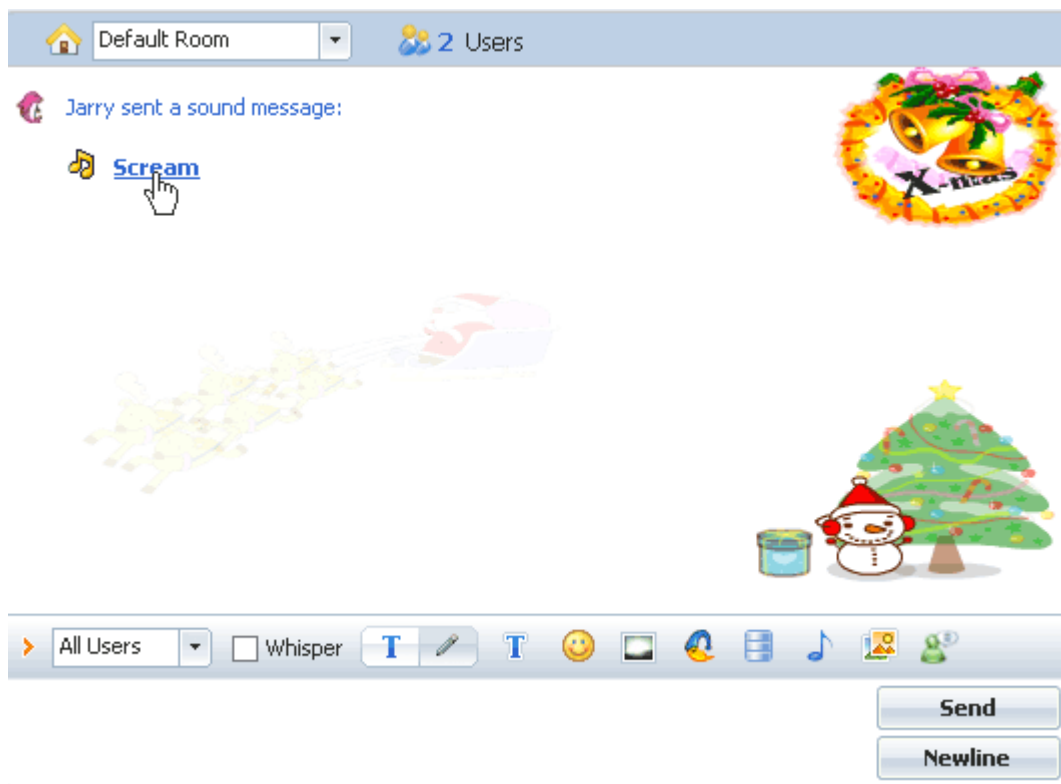 Default Room
2 Users
Jarry sent a sound message:
Scream
X-mas
All Users
Whisper
T
T
Send
Newline